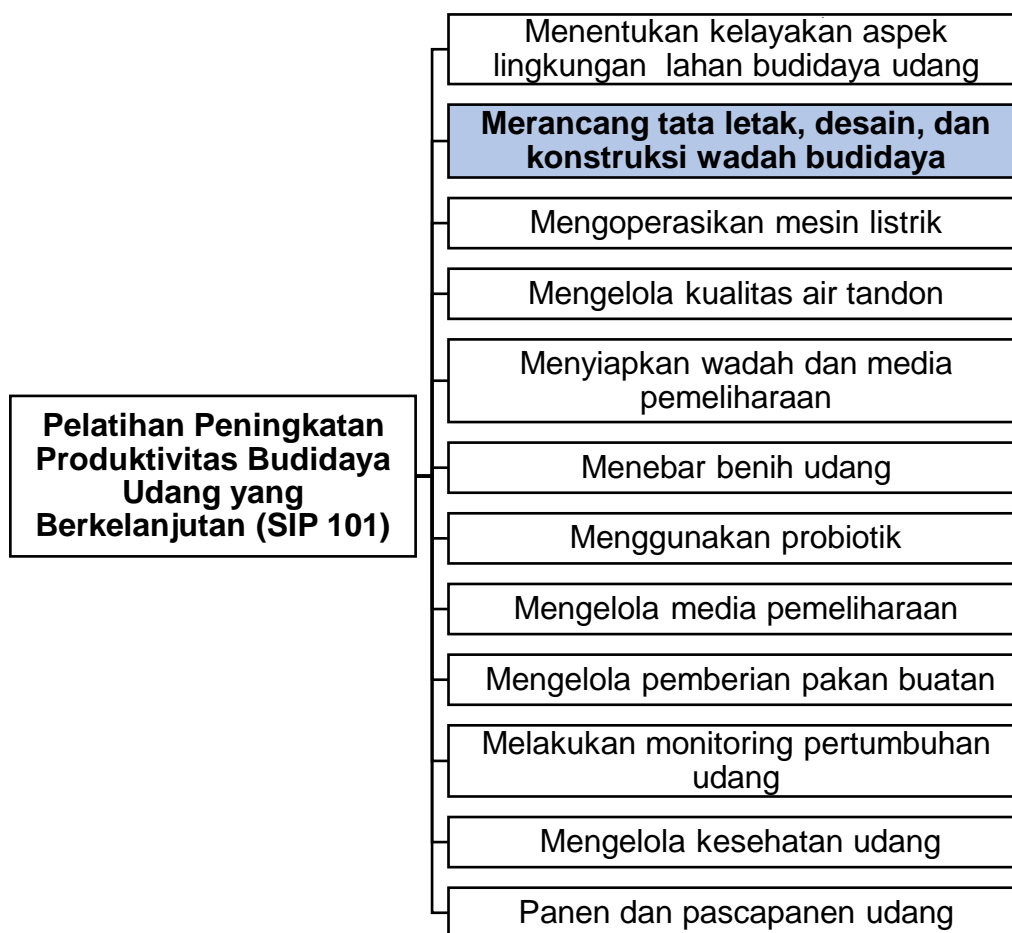 Menentukan kelayakan aspek
lingkungan lahan budidaya udang
Merancang tata letak, desain, dan
konstruksi wadah budidaya
Mengoperasikan mesin listrik
Mengelola kualitas air tandon
Menyiapkan wadah dan media
pemeliharaan
Pelatihan Peningkatan
Produktivitas Budidaya
Udang yang
Berkelanjutan (SIP 101)
Menebar benih udang
Menggunakan probiotik
Mengelola media pemeliharaan
Mengelola pemberian pakan buatan
Melakukan monitoring pertumbuhan
udang
Mengelola kesehatan udang
Panen dan pascapanen udang